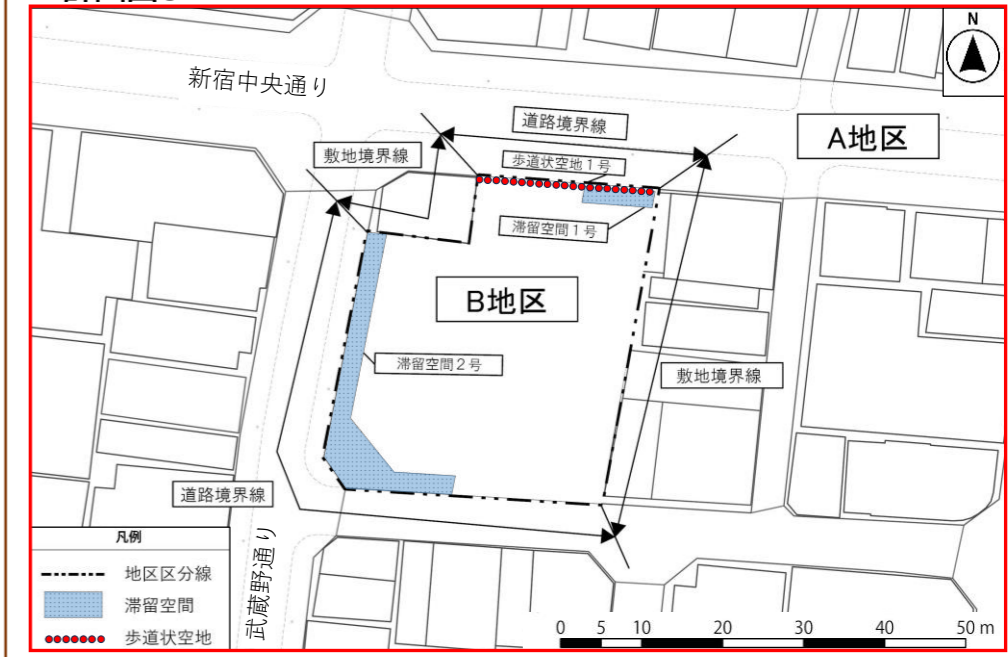 N
新宿中央通り
道路境界線
A地区
敷地境界線
歩道状空地1号
滞留空間1号
B地区
滞留空間2号
敷地境界線
道路境界線
武蔵野通り
凡例
地区区分線
滞留空間
歩道状空地
0 5 10 20 30 40 50 m